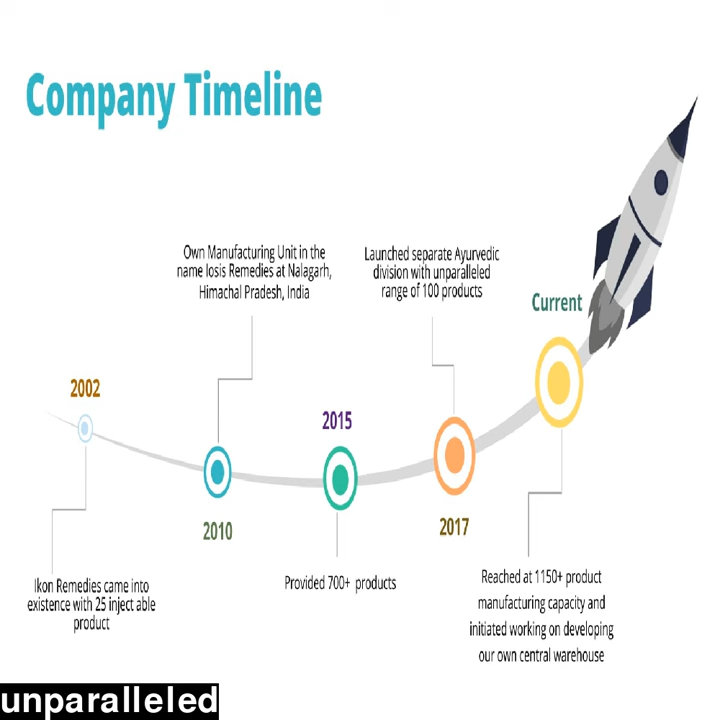 Company Timeline
Own Manufacturing Unit in the
name Iosis Remedies at Nalagarh,
Himachal Pradesh, India
Launched separate Ayurvedic
division with unparalleled
range of 100 products
Current
2002
2015
2010
2017
Ikon Remedies came into
existence with 25 inject able
product
Provided 700+ products
Reached at 1150+ product
manufacturing capacity and
initiated working on developing
our own central warehouse
unparalleled